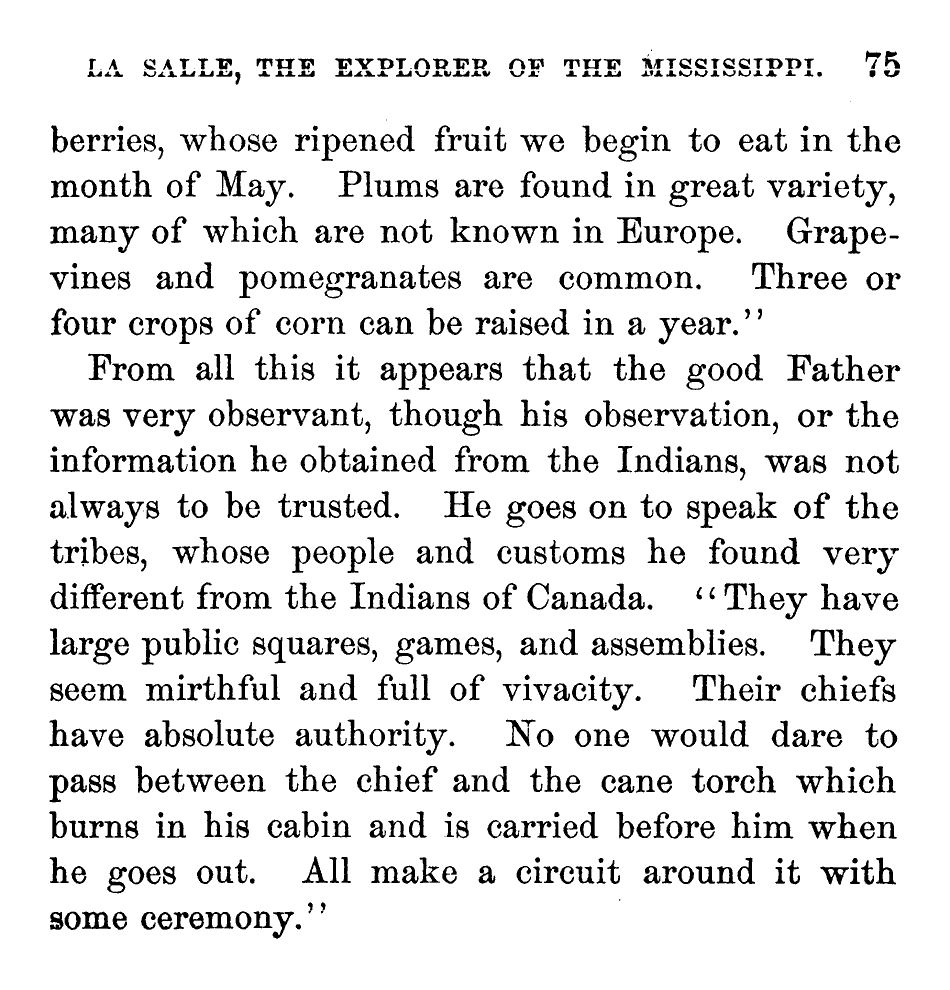 LA SALLE, THE EXPLORER OF THE MISSISSIPPI. 75
berries, whose ripened fruit we begin to eat in the
month of May. Plums are found in great variety,
many of which are not known in Europe. Grape-
vines and pomegranates are common. Three or
four crops of corn can be raised in a year.''
From all this it appears that the good Father
was very observant, though his observation, or the
information he obtained from the Indians, was not
always to be trusted. He goes on to speak of the
tribes, whose people and customs he found very
different from the Indians of Canada. ‘‘They have
large public squares, games, and assemblies. They
seem mirthful and full of vivacity. Their chiefs
have absolute authority. No one would dare to
pass between the chief and the cane torch which
burns in his cabin and is carried before him when
he goes out. All make a circuit around it with
some ceremony.''